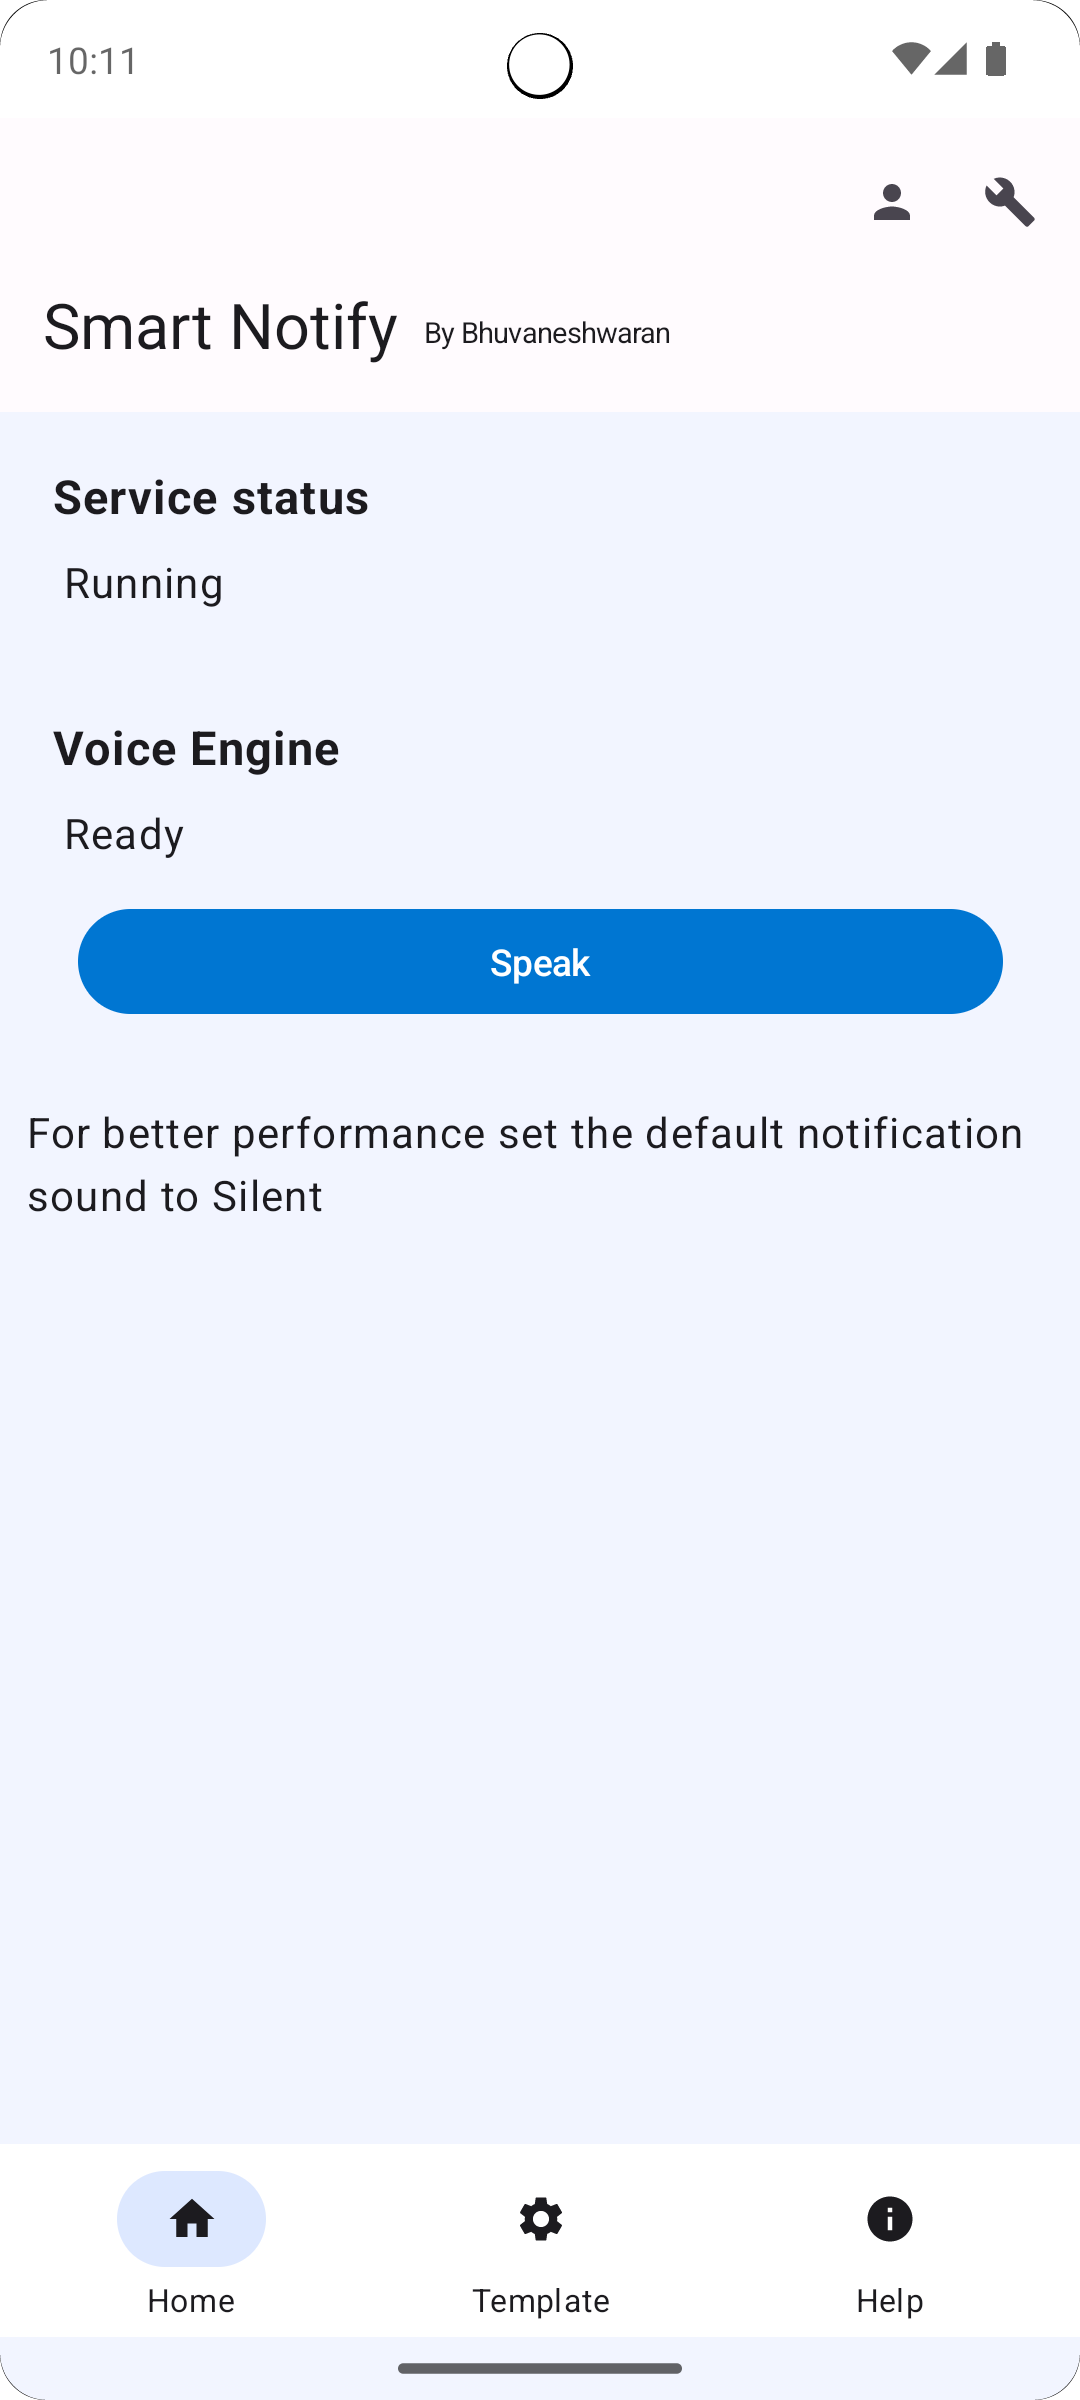 10:11
Smart Notify By Bhuvaneshwaran
Service status
Running
Voice Engine
Ready
Speak
For better performance set the default notification
sound to Silent
Home Template Help